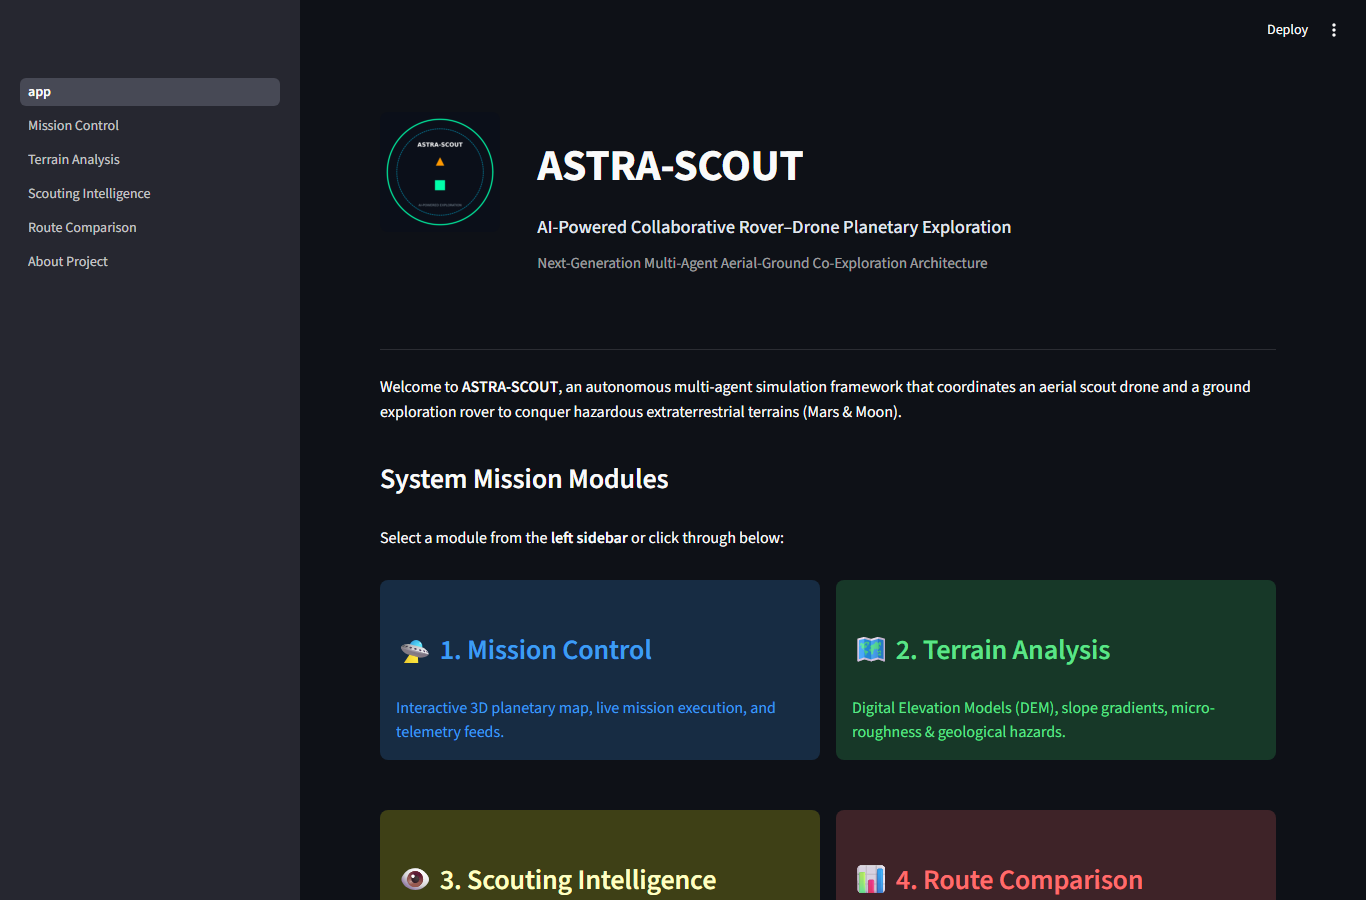 Deploy
app
Mission Control
Terrain Analysis
Scouting Intelligence
Route Comparison
About Project
ASTRA-SCOUT
AI-POWERED EXPLORATION
ASTRA-SCOUT
AI-Powered Collaborative Rover–Drone Planetary Exploration
Next-Generation Multi-Agent Aerial-Ground Co-Exploration Architecture
Welcome to ASTRA-SCOUT, an autonomous multi-agent simulation framework that coordinates an aerial scout drone and a ground
exploration rover to conquer hazardous extraterrestrial terrains (Mars & Moon).
System Mission Modules
Select a module from the left sidebar or click through below:
1. Mission Control
Interactive 3D planetary map, live mission execution, and
telemetry feeds.
2. Terrain Analysis
Digital Elevation Models (DEM), slope gradients, micro-
roughness & geological hazards.
3. Scouting Intelligence
4. Route Comparison